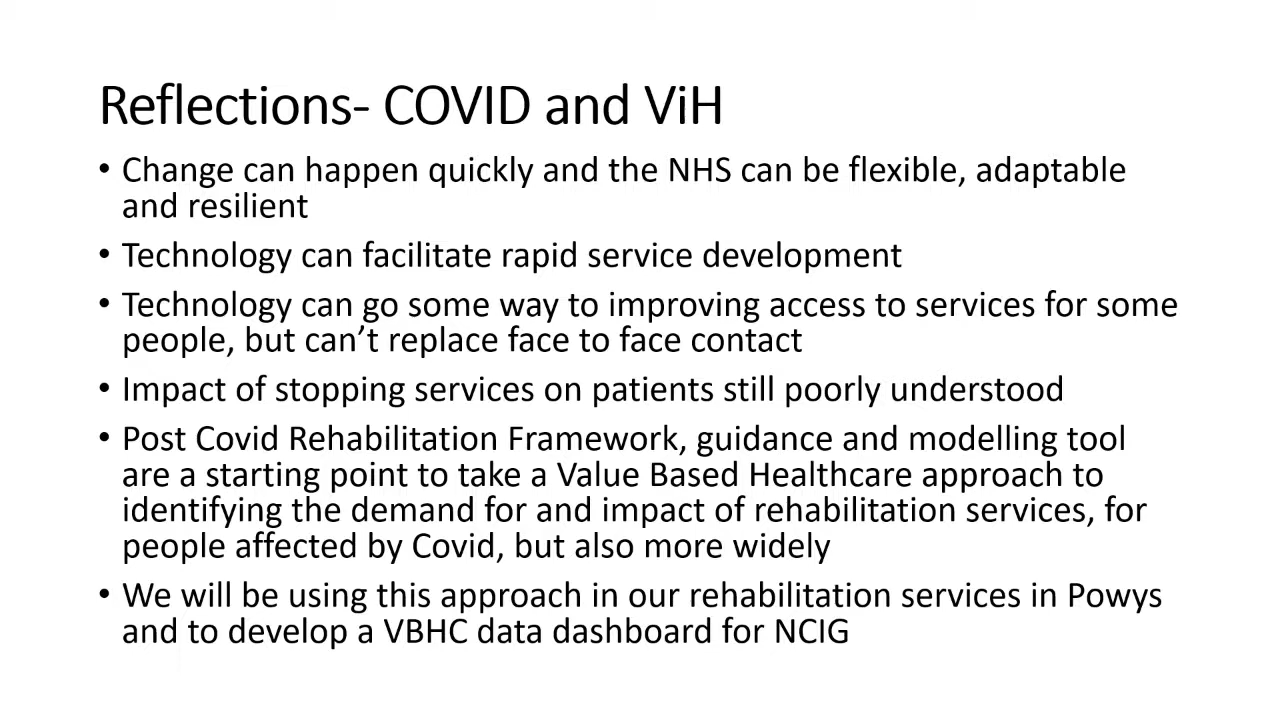 Reflections- COVID and ViH
• Change can happen quickly and the NHS can be flexible, adaptable
and resilient
• Technology can facilitate rapid service development
• Technology can go some way to improving access to services for some
people, but can’t replace face to face contact
• Impact of stopping services on patients still poorly understood
• Post Covid Rehabilitation Framework, guidance and modelling tool
are a starting point to take a Value Based Healthcare approach to
identifying the demand for and impact of rehabilitation services, for
people affected by Covid, but also more widely
• We will be using this approach in our rehabilitation services in Powys
and to develop a VBHC data dashboard for NCIG